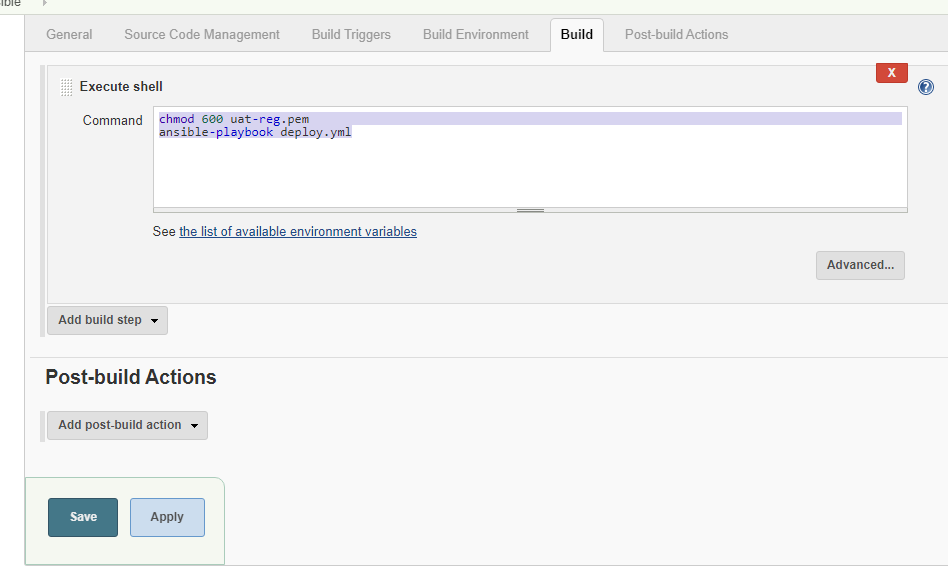 General Source Code Management Build Triggers Build Environment Build Post-build Actions
X
Execute shell
?
Command
chmod 600 uat-reg.pem
ansible-playbook deploy.yml
See the list of available environment variables
Advanced...
Add build step
Post-build Actions
Add post-build action
Save Apply